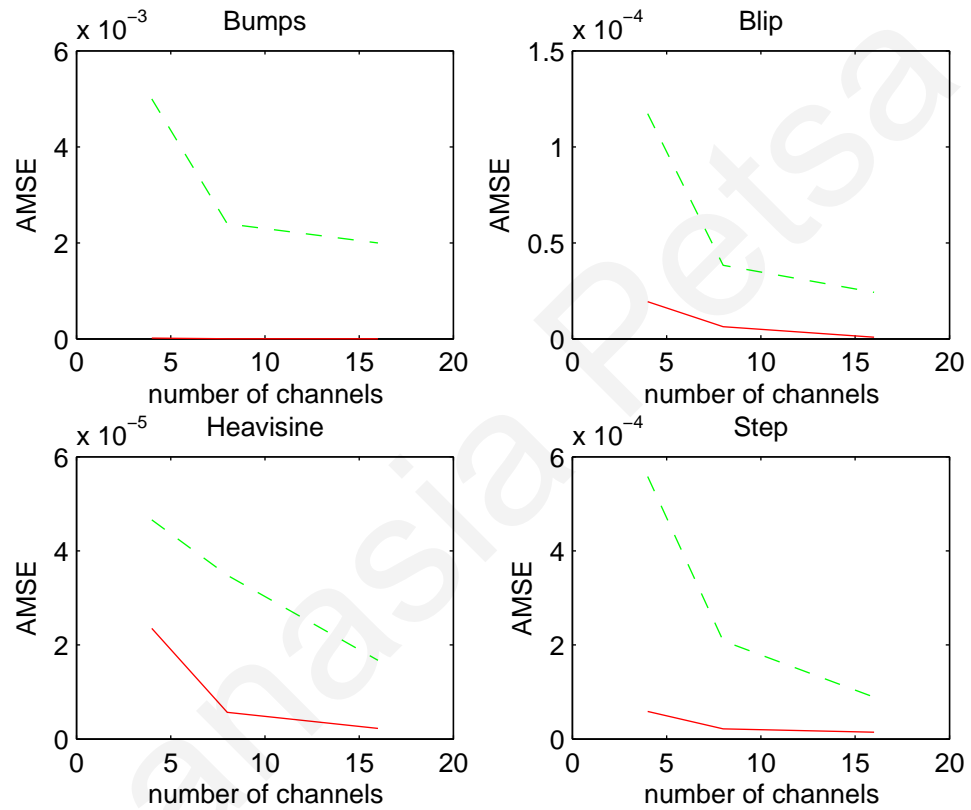 x 10⁻³
Bumps
6
4
2
0
AMSE
0 5 10 15 20
number of channels
x 10⁻⁴
Blip
1.5
1
0.5
0
AMSE
0 5 10 15 20
number of channels
x 10⁻⁵
Heavisine
6
4
2
0
AMSE
0 5 10 15 20
number of channels
x 10⁻⁴
Step
6
4
2
0
AMSE
0 5 10 15 20
number of channels
anasia Petsa